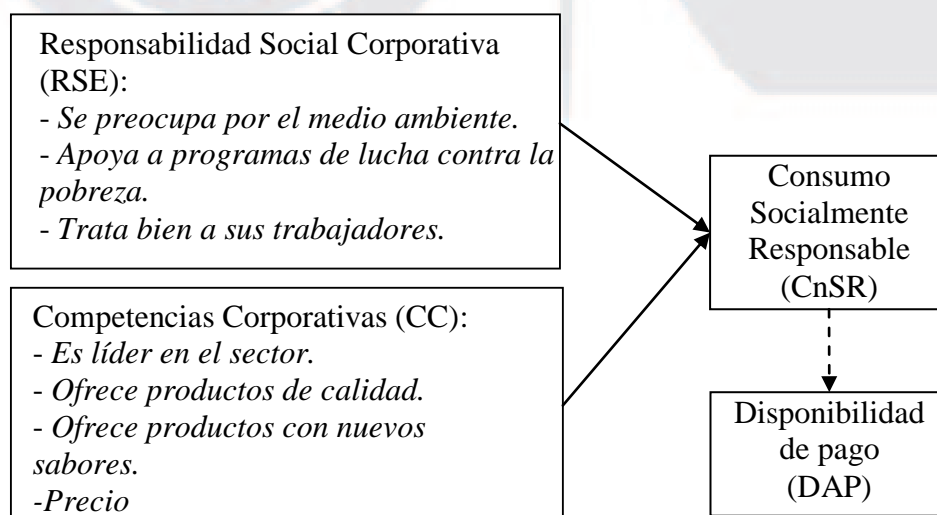 Responsabilidad Social Corporativa
(RSE):
- Se preocupa por el medio ambiente.
- Apoya a programas de lucha contra la
pobreza.
- Trata bien a sus trabajadores.
Competencias Corporativas (CC):
- Es líder en el sector.
- Ofrece productos de calidad.
- Ofrece productos con nuevos
sabores.
-Precio
Consumo
Socialmente
Responsable
(CnSR)
Disponibilidad
de pago
(DAP)